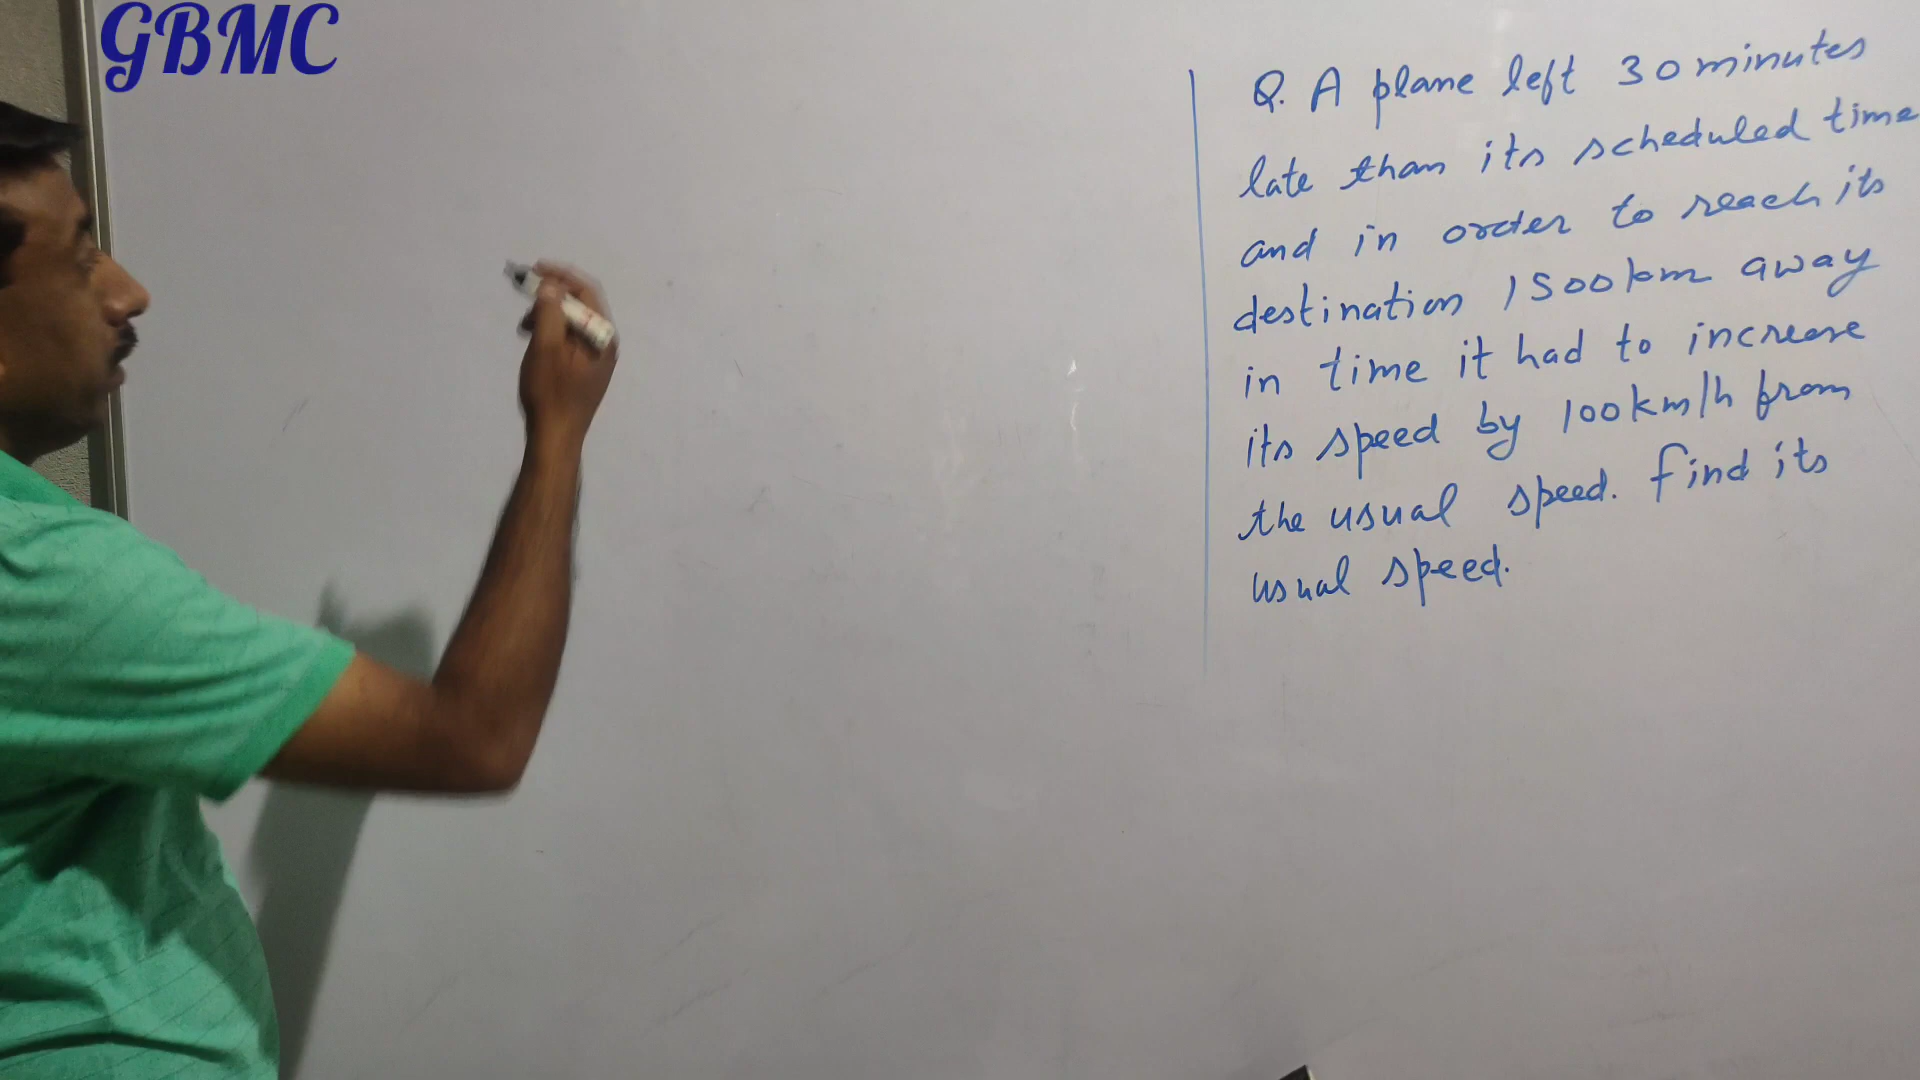 GBMC
Q. A plane left 30 minutes
late than its scheduled time
and in order to reach its
destination 1500km away
in time it had to increase
its speed by 100km/h from
the usual speed. find its
usual speed.